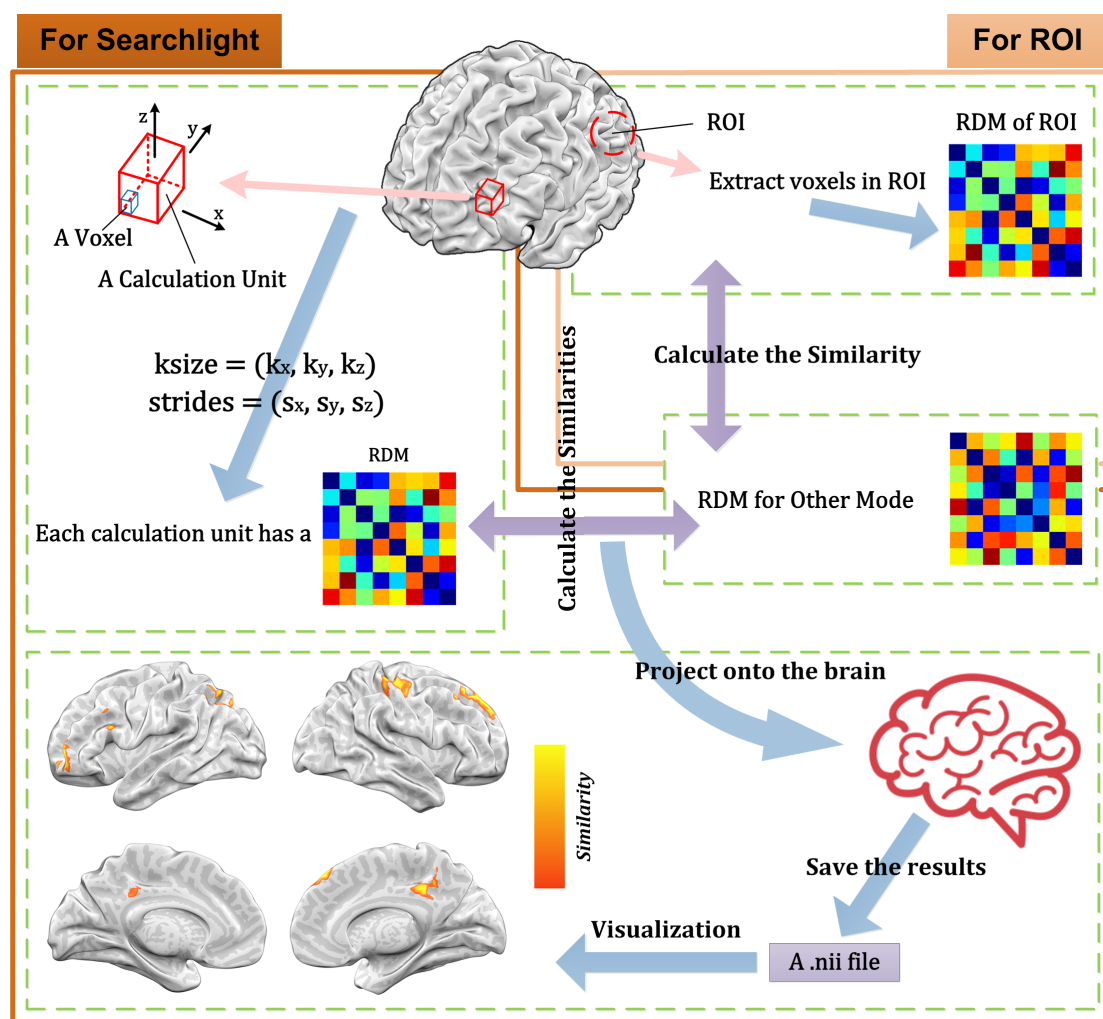 For Searchlight
For ROI
z
y
x
A Voxel
A Calculation Unit
ROI
Extract voxels in ROI
RDM of ROI
ksize = (kx, ky, kz)
strides = (sx, sy, sz)
Calculate the Similarity
Calculate the Similarities
RDM
Each calculation unit has a
RDM for Other Mode
Project onto the brain
Similarity
Save the results
Visualization
A .nii file